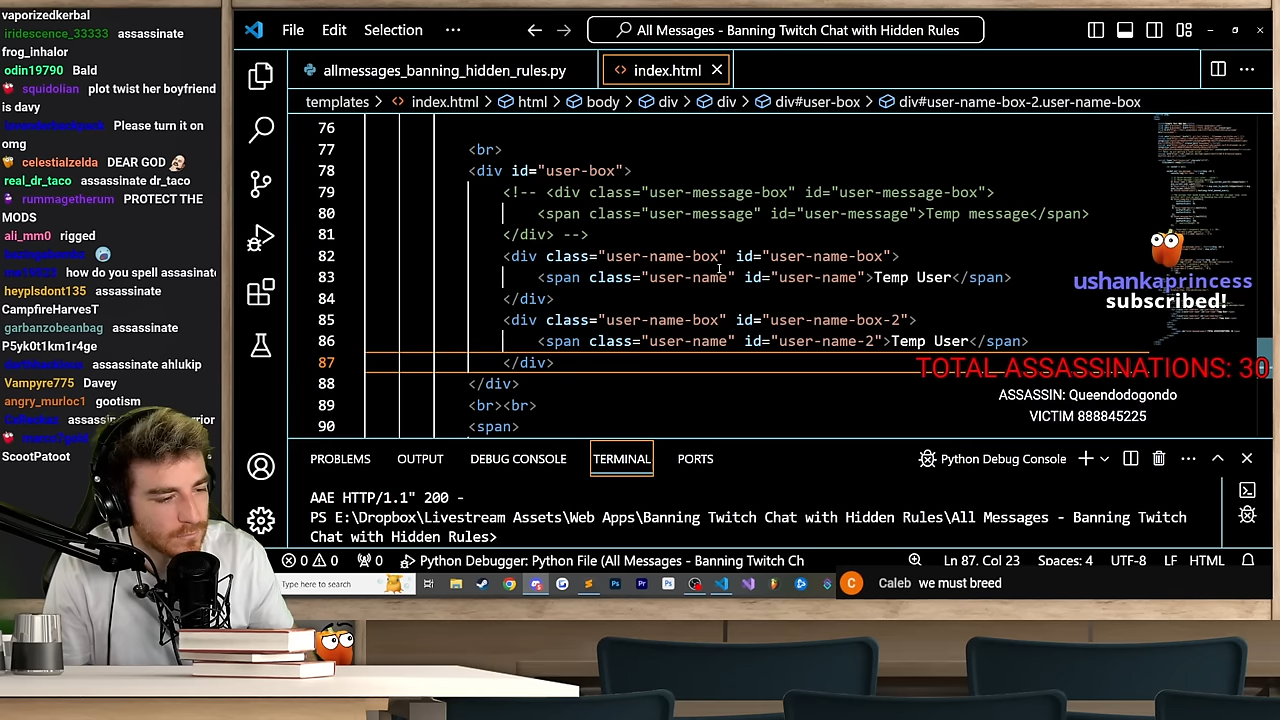 vaporizedkerbal
iridescence_33333 assassinate
frog_inhalor
odin19790 Bald
squidolian plot twist her boyfriend
is davy
Please turn it on
omg
celestialzelda DEAR GOD
real_dr_taco assassinate dr_taco
rummagetherum PROTECT THE
MODS
ali_mm0 rigged
how do you spell assasinate
heyplsdont135 assassinate
CampfireHarvesT
garbanzobeanbag assassinate
P5yk0t1km1r4ge
assassinate ahlukip
Vampyre775 Davey
angry_murloc1 gootism
ScootPatoot
File Edit Selection ···
All Messages - Banning Twitch Chat with Hidden Rules
allmessages_banning_hidden_rules.py
<> index.html
templates > <> index.html > html > body > div > div > div#user-box > div#user-name-box-2.user-name-box
76
77 <br>
78 <div id="user-box">
79 <!-- <div class="user-message-box" id="user-message-box">
80 <span class="user-message" id="user-message">Temp message</span>
81 </div> -->
82 <div class="user-name-box" id="user-name-box">
83 <span class="user-name" id="user-name">Temp User</span>
84 </div>
85 <div class="user-name-box" id="user-name-box-2">
86 <span class="user-name" id="user-name-2">Temp User</span>
87 </div>
88 </div>
89 <br><br>
90 <span>
ushankaprincess
subscribed!
TOTAL ASSASSINATIONS: 30
ASSASSIN: Queendodogondo
VICTIM 888845225
PROBLEMS OUTPUT DEBUG CONSOLE TERMINAL PORTS
Python Debug Console
AAE HTTP/1.1" 200 -
PS E:\Dropbox\Livestream Assets\Web Apps\Banning Twitch Chat with Hidden Rules\All Messages - Banning Twitch
Chat with Hidden Rules>
0 0 0 Python Debugger: Python File (All Messages - Banning Twitch Ch
Ln 87, Col 23 Spaces: 4 UTF-8 LF HTML
Type here to search
C Caleb we must breed